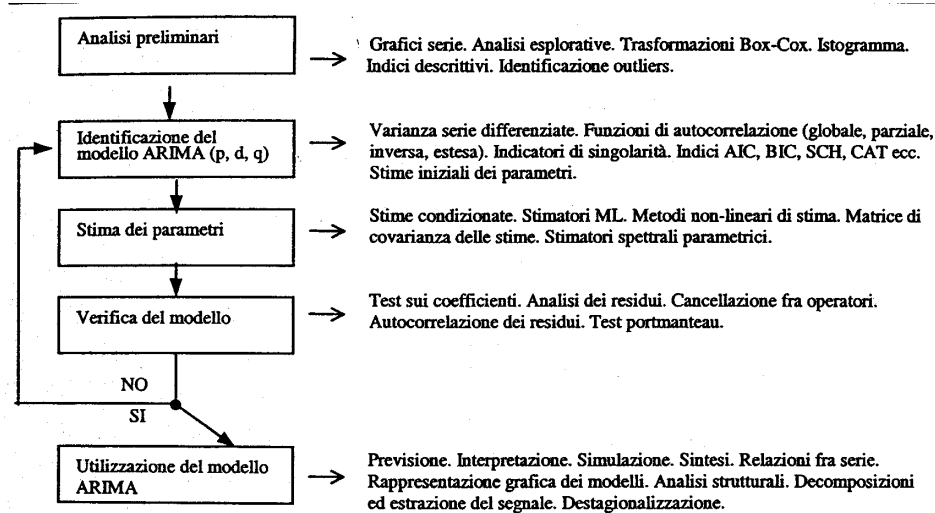 Analisi preliminari
Grafici serie. Analisi esplorative. Trasformazioni Box-Cox. Istogramma.
Indici descrittivi. Identificazione outliers.
Identificazione del
modello ARIMA (p, d, q)
Varianza serie differenziate. Funzioni di autocorrelazione (globale, parziale,
inversa, estesa). Indicatori di singolarità. Indici AIC, BIC, SCH, CAT ecc.
Stime iniziali dei parametri.
Stima dei parametri
Stime condizionate. Stimatori ML. Metodi non-lineari di stima. Matrice di
covarianza delle stime. Stimatori spettrali parametrici.
Verifica del modello
Test sui coefficienti. Analisi dei residui. Cancellazione fra operatori.
Autocorrelazione dei residui. Test portmanteau.
NO
SI
Utilizzazione del modello
ARIMA
Previsione. Interpretazione. Simulazione. Sintesi. Relazioni fra serie.
Rappresentazione grafica dei modelli. Analisi strutturali. Decomposizioni
ed estrazione del segnale. Destagionalizzazione.